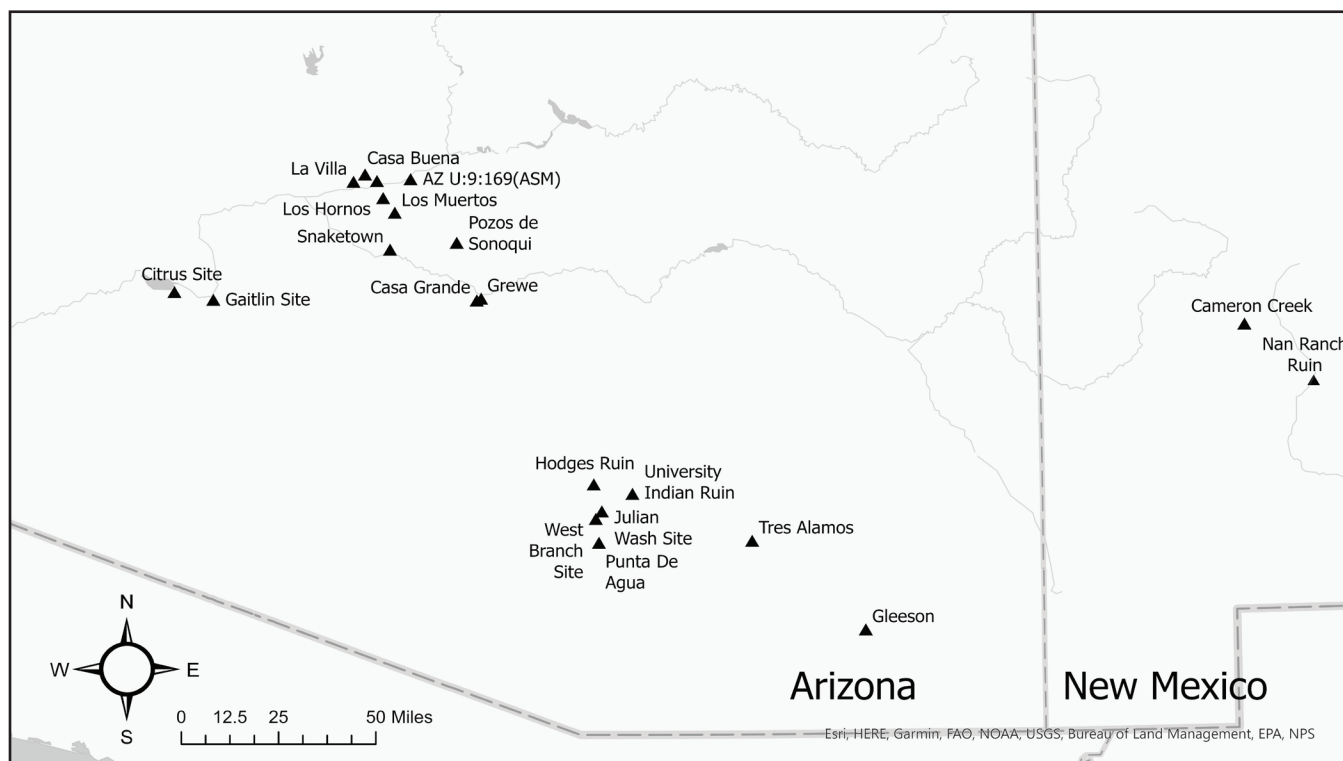 Casa Buena
La Villa
AZ U:9:169(ASM)
Los Muertos
Los Hornos
Pozos de
Sonoqui
Snaketown
Citrus Site
Gaitlin Site
Casa Grande
Grewe
Cameron Creek
Nan Ranch
Ruin
Hodges Ruin
University
Indian Ruin
Julian
Wash Site
West
Branch
Site
Punta De
Agua
Tres Alamos
Gleeson
N
W
E
S
0 12.5 25 50 Miles
Arizona
New Mexico
Esri, HERE, Garmin, FAO, NOAA, USGS, Bureau of Land Management, EPA, NPS